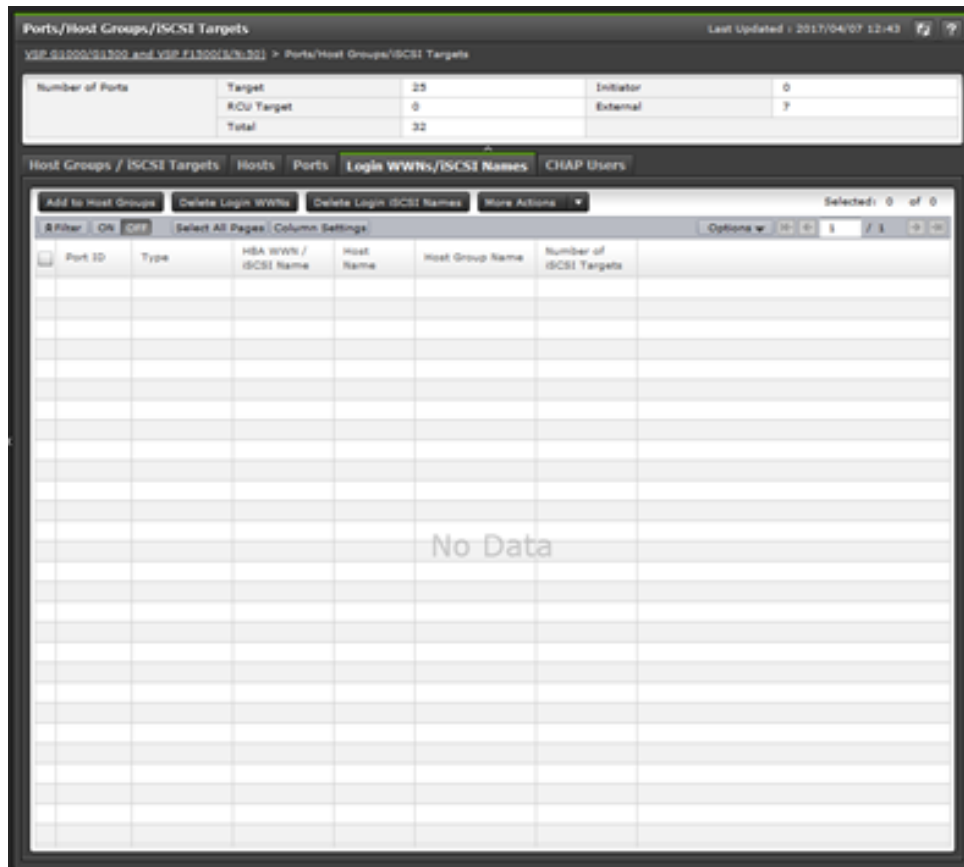 Ports/Host Groups/iSCSI Targets
Last Updated : 2017/04/07 12:43
?
VSP G1000/G1500 and VSP F1500(S/N:50) > Ports/Host Groups/iSCSI Targets
Number of Ports Target 25 Initiator 0
RCU Target 0 External 7
Total 32
Host Groups / iSCSI Targets Hosts Ports Login WWNs/iSCSI Names CHAP Users
Add to Host Groups Delete Login WWNs Delete Login iSCSI Names More Actions Selected: 0 of 0
Filter ON OFF Select All Pages Column Settings Options 1 / 1
Port ID Type HBA WWN / iSCSI Name Host Name Host Group Name Number of iSCSI Targets
No Data